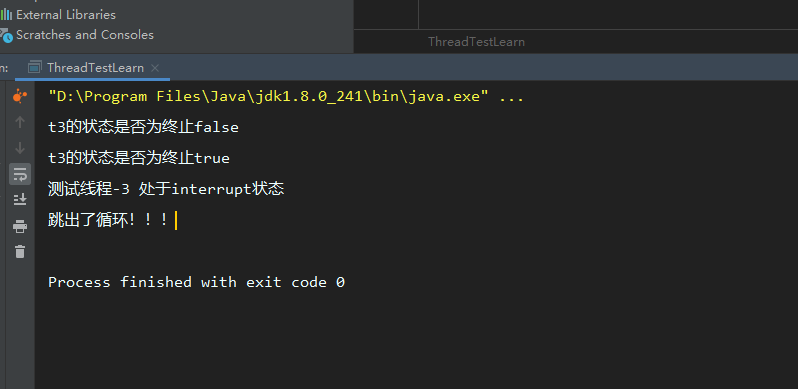 External Libraries
Scratches and Consoles
ThreadTestLearn
n:
ThreadTestLearn
"D:\Program Files\Java\jdk1.8.0_241\bin\java.exe" ...
t3的状态是否为终止false
t3的状态是否为终止true
测试线程-3 处于interrupt状态
跳出了循环！！！
Process finished with exit code 0